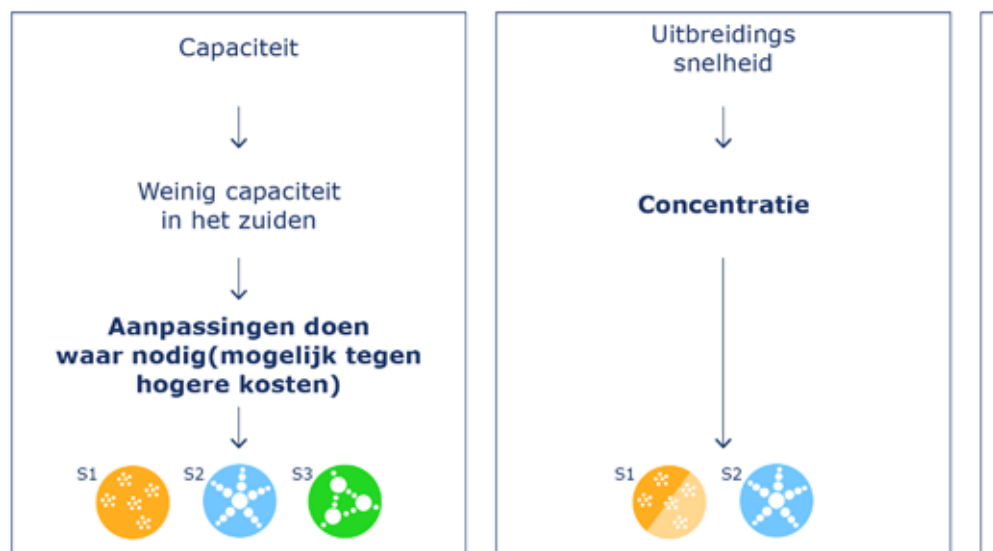 Capaciteit
Weinig capaciteit
in het zuiden
Aanpassingen doen
waar nodig(mogelijk tegen
hogere kosten)
S1
S2
S3
Uitbreidings
snelheid
Concentratie
S1
S2